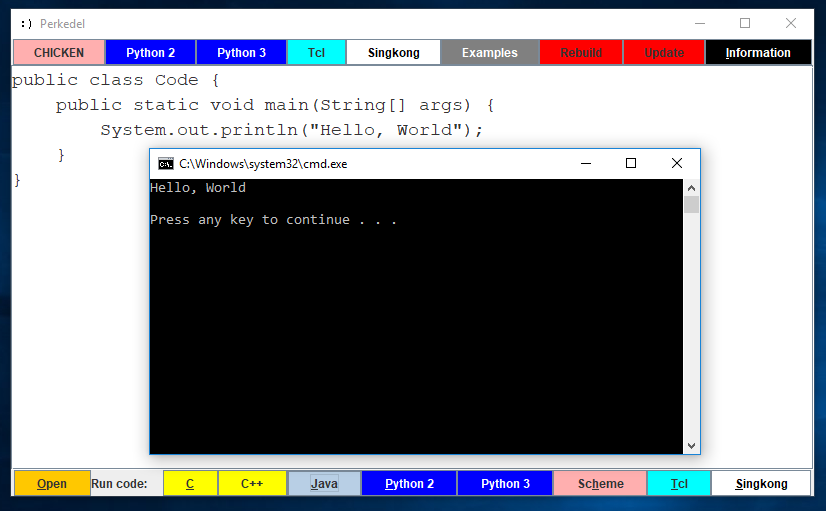 :) Perkedel
CHICKEN Python 2 Python 3 Tcl Singkong Examples Rebuild Update Information
public class Code {
    public static void main(String[] args) {
        System.out.println("Hello, World");
    }
}
C:\Windows\system32\cmd.exe
Hello, World
Press any key to continue . . .
Open Run code: C C++ Java Python 2 Python 3 Scheme Tcl Singkong